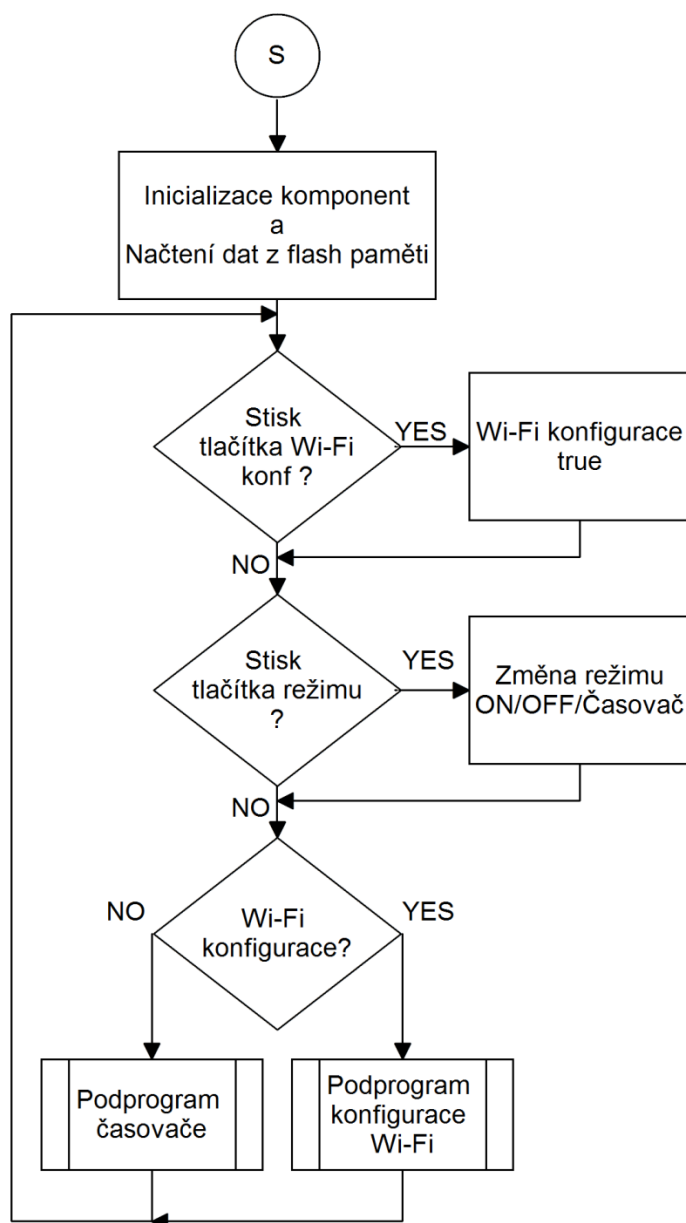 S
Inicializace komponent
a
Načtení dat z flash paměti
Stisk
tlačítka Wi-Fi
konf ?
YES
Wi-Fi konfigurace
true
NO
Stisk
tlačítka režimu
?
YES
Změna režimu
ON/OFF/Časovač
NO
NO
Wi-Fi
konfigurace?
YES
Podprogram
časovače
Podprogram
konfigurace
Wi-Fi